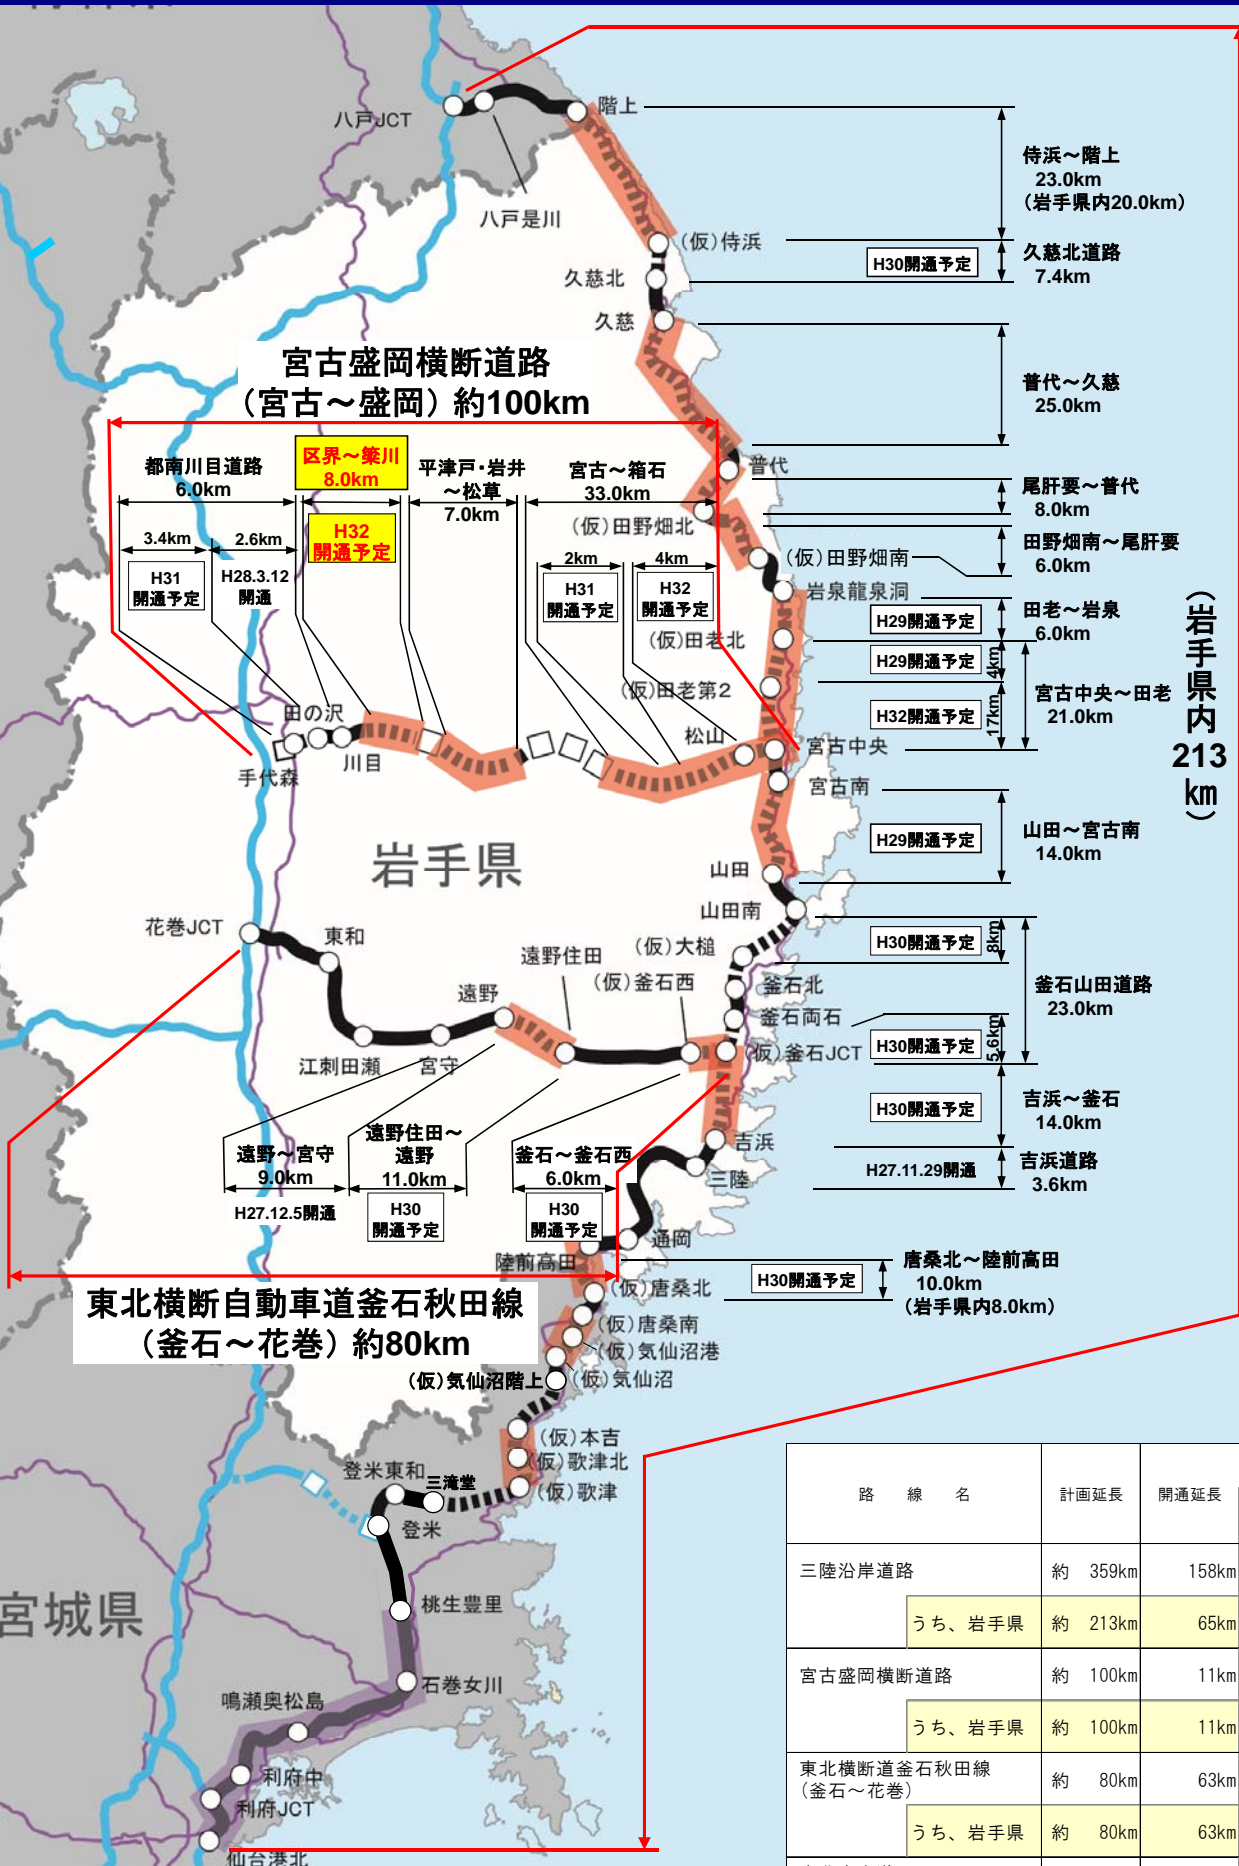 八戸JCT
階上
八戸是川
侍浜～階上
23.0km
（岩手県内20.0km）
(仮)侍浜
久慈北
H30開通予定
久慈北道路
7.4km
久慈
宮古盛岡横断道路
（宮古～盛岡）約100km
普代～久慈
25.0km
都南川目道路
6.0km
区界～簗川
8.0km
平津戸・岩井
～松草
7.0km
宮古～箱石
33.0km
普代
尾肝要～普代
8.0km
(仮)田野畑北
3.4km
2.6km
H32
開通予定
田野畑南～尾肝要
6.0km
(仮)田野畑南
H31
開通予定
H28.3.12
開通
2km
4km
H31
開通予定
H32
開通予定
岩泉龍泉洞
H29開通予定
田老～岩泉
6.0km
(仮)田老北
H29開通予定
4km
(仮)田老第2
宮古中央～田老
21.0km
H32開通予定
17km
（岩手県内213km）
田の沢
松山
宮古中央
手代森
川目
宮古南
H29開通予定
山田～宮古南
14.0km
岩手県
山田
山田南
花巻JCT
東和
遠野住田
(仮)大槌
H30開通予定
8km
(仮)釜石西
釜石北
釜石山田道路
23.0km
遠野
釜石両石
H30開通予定
5.6km
江刺田瀬
宮守
(仮)釜石JCT
H30開通予定
吉浜～釜石
14.0km
遠野～宮守
9.0km
遠野住田～
遠野
11.0km
釜石～釜石西
6.0km
吉浜
H27.11.29開通
吉浜道路
3.6km
三陸
H27.12.5開通
H30
開通予定
H30
開通予定
通岡
陸前高田
唐桑北～陸前高田
10.0km
（岩手県内8.0km）
H30開通予定
(仮)唐桑北
東北横断自動車道釜石秋田線
（釜石～花巻）約80km
(仮)唐桑南
(仮)気仙沼港
(仮)気仙沼
(仮)気仙沼階上
(仮)本吉
(仮)歌津北
(仮)歌津
登米東和
三滝堂
登米
桃生豊里
宮城県
石巻女川
鳴瀬奥松島
利府中
利府JCT
仙台港北
路　線　名　計画延長　開通延長
三陸沿岸道路　約　359km　158km
うち、岩手県　約　213km　65km
宮古盛岡横断道路　約　100km　11km
うち、岩手県　約　100km　11km
東北横断道釜石秋田線
（釜石～花巻）　約　80km　63km
うち、岩手県　約　80km　63km